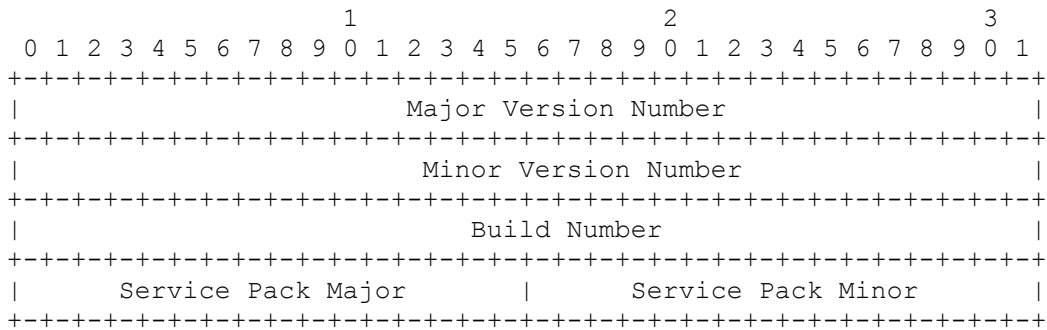 1                   2                   3
 0 1 2 3 4 5 6 7 8 9 0 1 2 3 4 5 6 7 8 9 0 1 2 3 4 5 6 7 8 9 0 1
+-+-+-+-+-+-+-+-+-+-+-+-+-+-+-+-+-+-+-+-+-+-+-+-+-+-+-+-+-+-+-+-+
|                        Major Version Number                   |
+-+-+-+-+-+-+-+-+-+-+-+-+-+-+-+-+-+-+-+-+-+-+-+-+-+-+-+-+-+-+-+-+
|                         Minor Version Number                  |
+-+-+-+-+-+-+-+-+-+-+-+-+-+-+-+-+-+-+-+-+-+-+-+-+-+-+-+-+-+-+-+-+
|                            Build Number                       |
+-+-+-+-+-+-+-+-+-+-+-+-+-+-+-+-+-+-+-+-+-+-+-+-+-+-+-+-+-+-+-+-+
|      Service Pack Major       |      Service Pack Minor       |
+-+-+-+-+-+-+-+-+-+-+-+-+-+-+-+-+-+-+-+-+-+-+-+-+-+-+-+-+-+-+-+-+